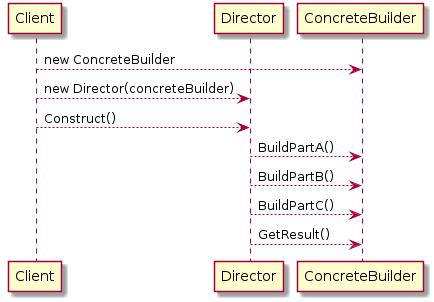 Client Director ConcreteBuilder
new ConcreteBuilder
new Director(concreteBuilder)
Construct()
BuildPartA()
BuildPartB()
BuildPartC()
GetResult()
Client Director ConcreteBuilder